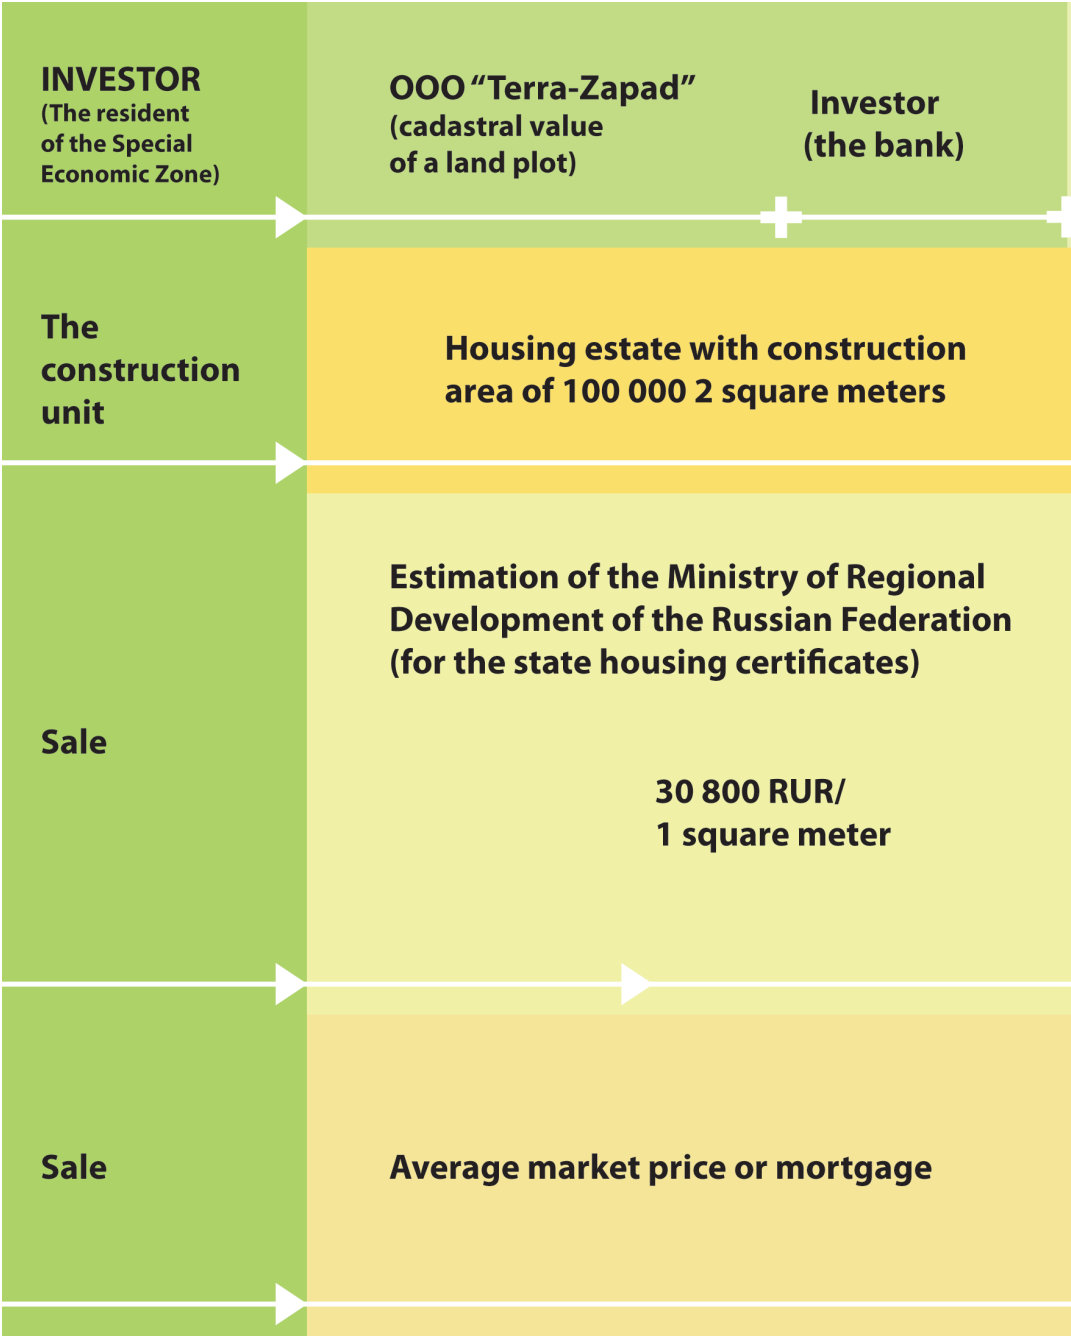 INVESTOR
(The resident
of the Special
Economic Zone)
OOO “Terra-Zapad”
(cadastral value
of a land plot)
Investor
(the bank)
The
construction
unit
Housing estate with construction
area of 100 000 2 square meters
Sale
Estimation of the Ministry of Regional
Development of the Russian Federation
(for the state housing certificates)
30 800 RUR/
1 square meter
Sale
Average market price or mortgage